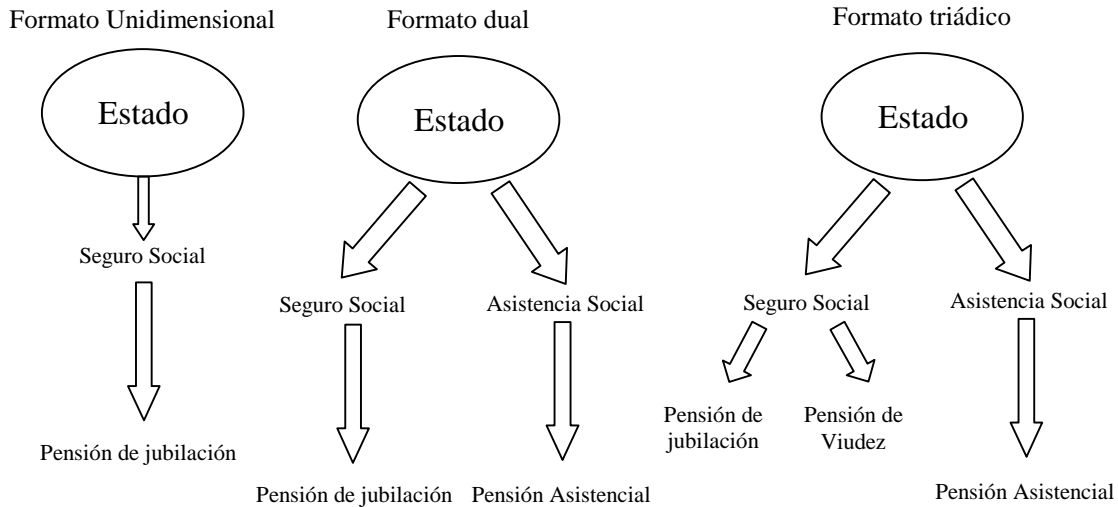 Formato Unidimensional
Estado
Seguro Social
Pensión de jubilación
Formato dual
Estado
Seguro Social
Asistencia Social
Pensión de jubilación
Pensión Asistencial
Formato triádico
Estado
Seguro Social
Asistencia Social
Pensión de
jubilación
Pensión de
Viudez
Pensión Asistencial